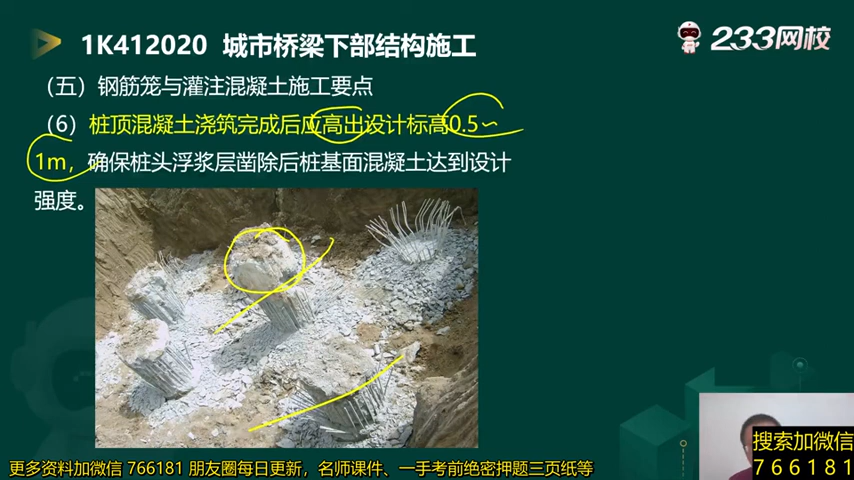 1K412020 城市桥梁下部结构施工
233网校
（五）钢筋笼与灌注混凝土施工要点
（6）桩顶混凝土浇筑完成后应高出设计标高0.5～
1m，确保桩头浮浆层凿除后桩基面混凝土达到设计
强度。
搜索加微信
766181
更多资料加微信 766181 朋友圈每日更新，名师课件、一手考前绝密押题三页纸等